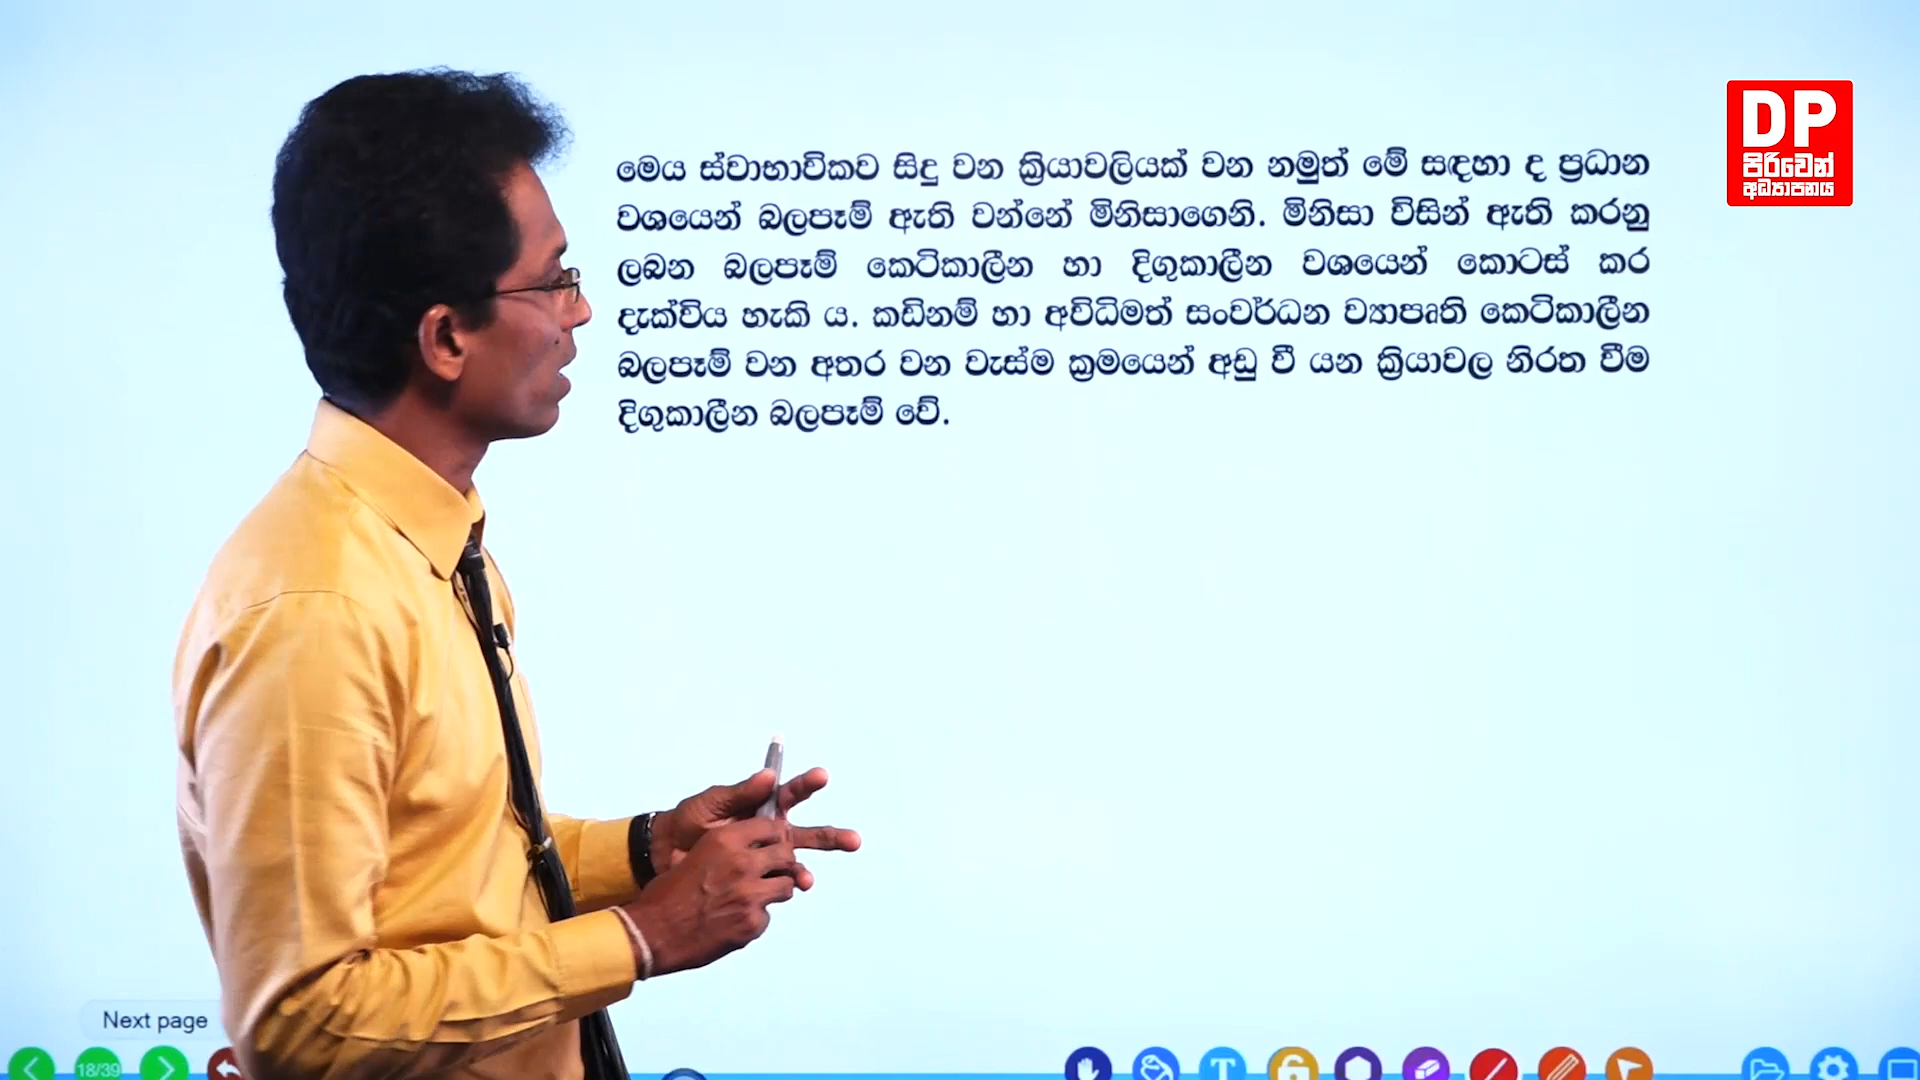 DP
පිරිවෙන්
අධ්‍යාපනය
මෙය ස්වාභාවිකව සිදු වන ක්‍රියාවලියක් වන නමුත් මේ සඳහා ද ප්‍රධාන
වශයෙන් බලපෑම් ඇති වන්නේ මිනිසාගෙනි. මිනිසා විසින් ඇති කරනු
ලබන බලපෑම් කෙටිකාලීන හා දිගුකාලීන වශයෙන් කොටස් කර
දැක්විය හැකි ය. කඩිනම් හා අවිධිමත් සංවර්ධන ව්‍යාපෘති කෙටිකාලීන
බලපෑම් වන අතර වන වැස්ම ක්‍රමයෙන් අඩු වී යන ක්‍රියාවල නිරත වීම
දිගුකාලීන බලපෑම් වේ.
Next page
18/39